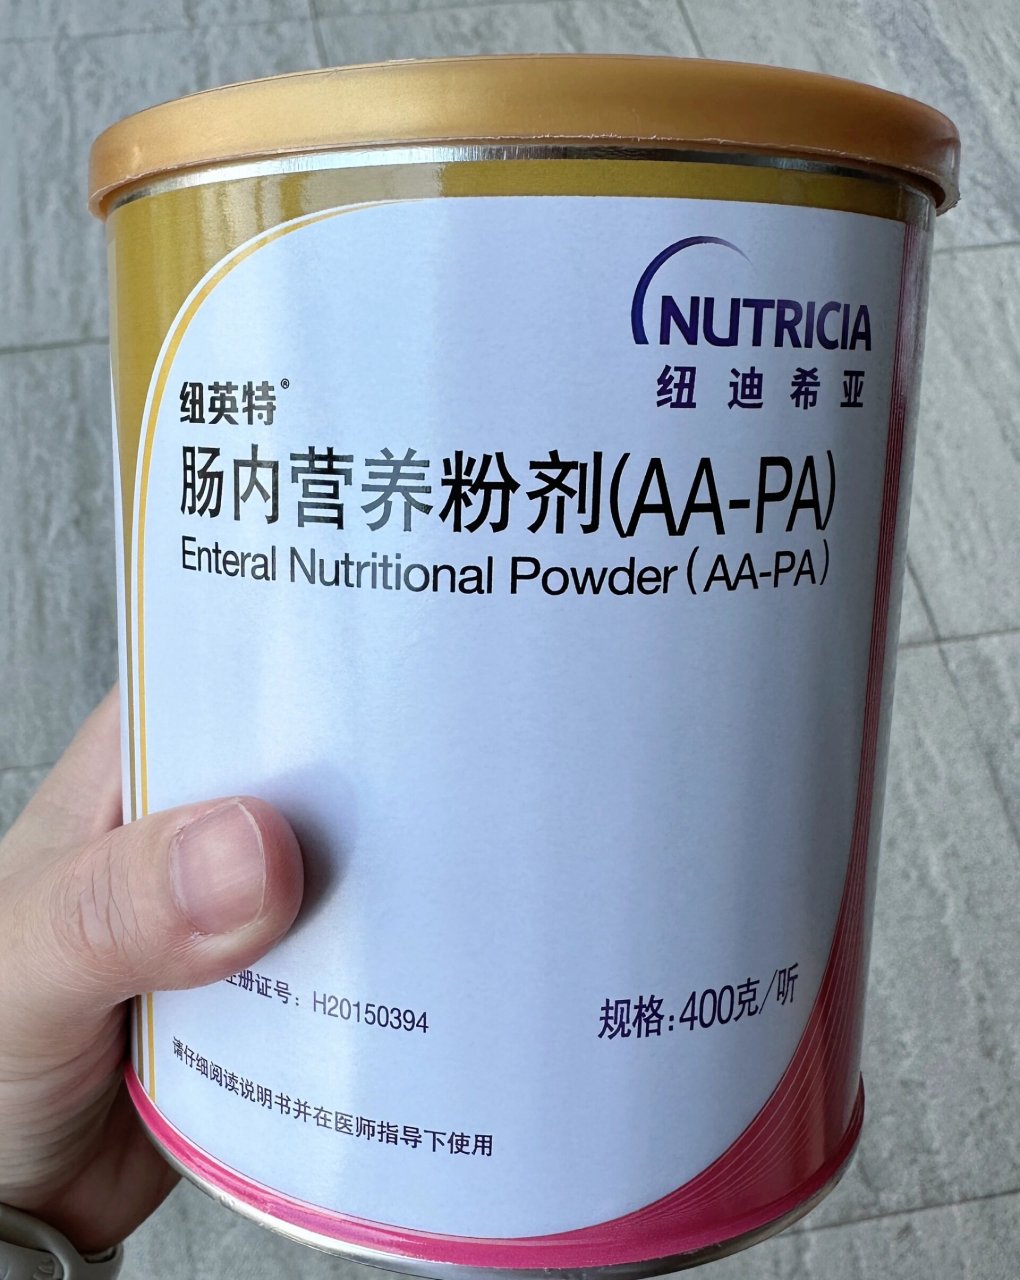 NUTRICIA
纽迪希亚
纽英特®
肠内营养粉剂(AA-PA)
Enteral Nutritional Powder (AA-PA)
册证号：H20150394
规格:400克/听
请仔细阅读说明书并在医师指导下使用